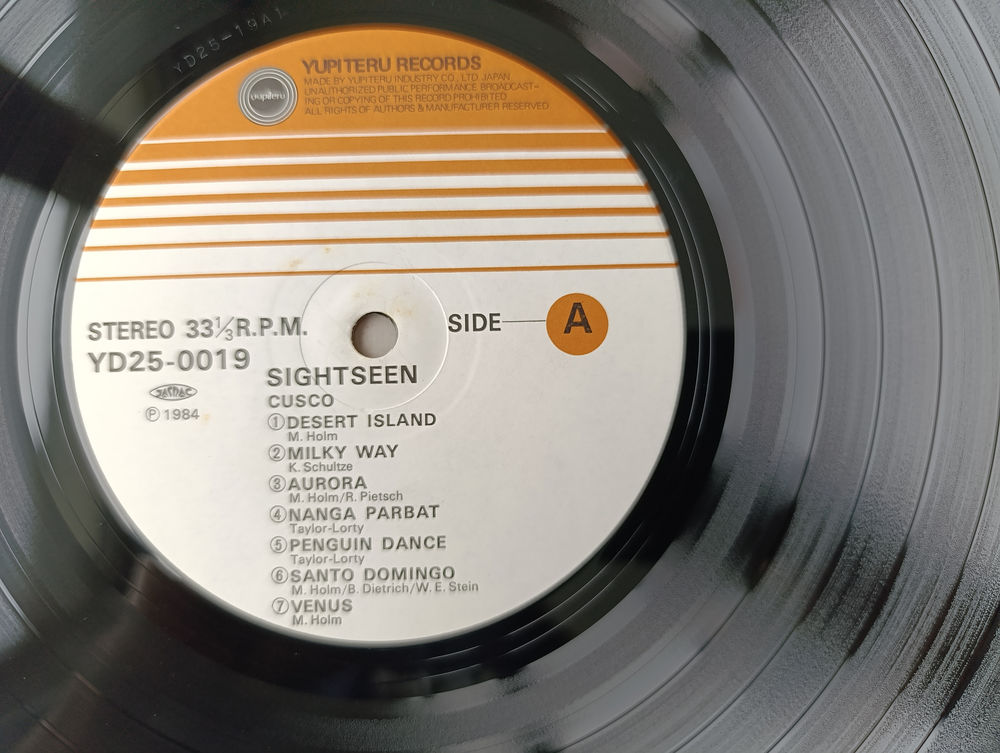 YD25-19A1
YUPITERU RECORDS
MADE BY YUPITERU INDUSTRY CO., LTD JAPAN
UNAUTHORIZED PUBLIC PERFORMANCE BROADCAST-
ING OR COPYING OF THIS RECORD PROHIBITED
ALL RIGHTS OF AUTHORS & MANUFACTURER RESERVED
yupiteru
STEREO 33⅓R.P.M.
SIDE A
YD25-0019
JASRAC
Ⓟ 1984
SIGHTSEEN
CUSCO
①DESERT ISLAND
M. Holm
②MILKY WAY
K. Schultze
③AURORA
M. Holm/R. Pietsch
④NANGA PARBAT
Taylor-Lorty
⑤PENGUIN DANCE
Taylor-Lorty
⑥SANTO DOMINGO
M. Holm/B. Dietrich/W. E. Stein
⑦VENUS
M. Holm